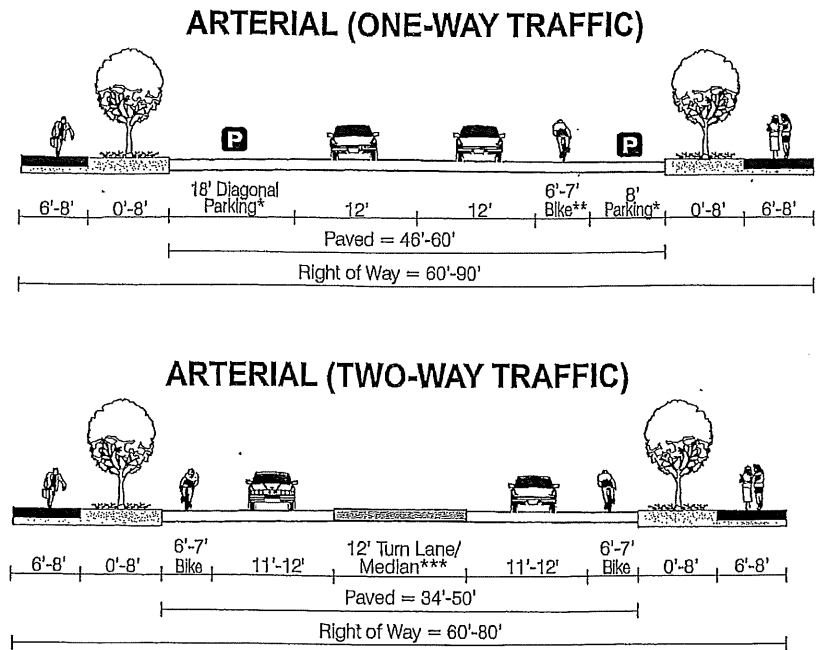 ARTERIAL (ONE-WAY TRAFFIC)
P
P
18' Diagonal
Parking*
6'-7'
Bike**
8'
Parking*
6'-8'
0'-8'
12'
12'
0'-8'
6'-8'
Paved = 46'-60'
Right of Way = 60'-90'
ARTERIAL (TWO-WAY TRAFFIC)
6'-7'
Bike
12' Turn Lane/
Median***
6'-7'
Bike
6'-8'
0'-8'
11'-12'
11'-12'
0'-8'
6'-8'
Paved = 34'-50'
Right of Way = 60'-80'